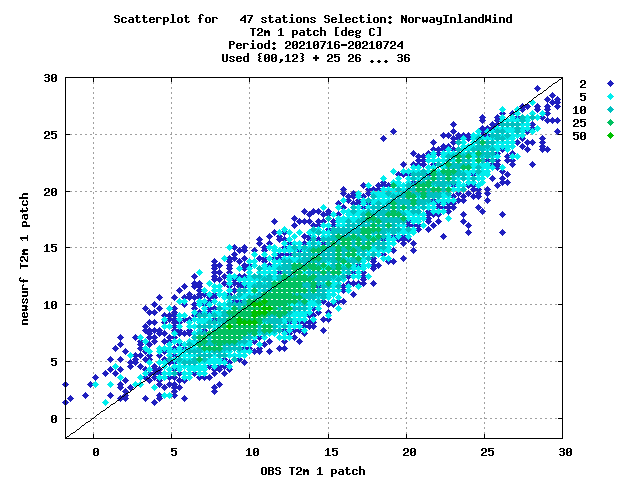 Scatterplot for   47 stations Selection: NorwayInlandWind
T2m 1 patch [deg C]
Period: 20210716-20210724
Used {00,12} + 25 26 ... 36
30
25
20
15
10
5
0
newsurf T2m 1 patch
0 5 10 15 20 25 30
OBS T2m 1 patch
2
5
10
25
50